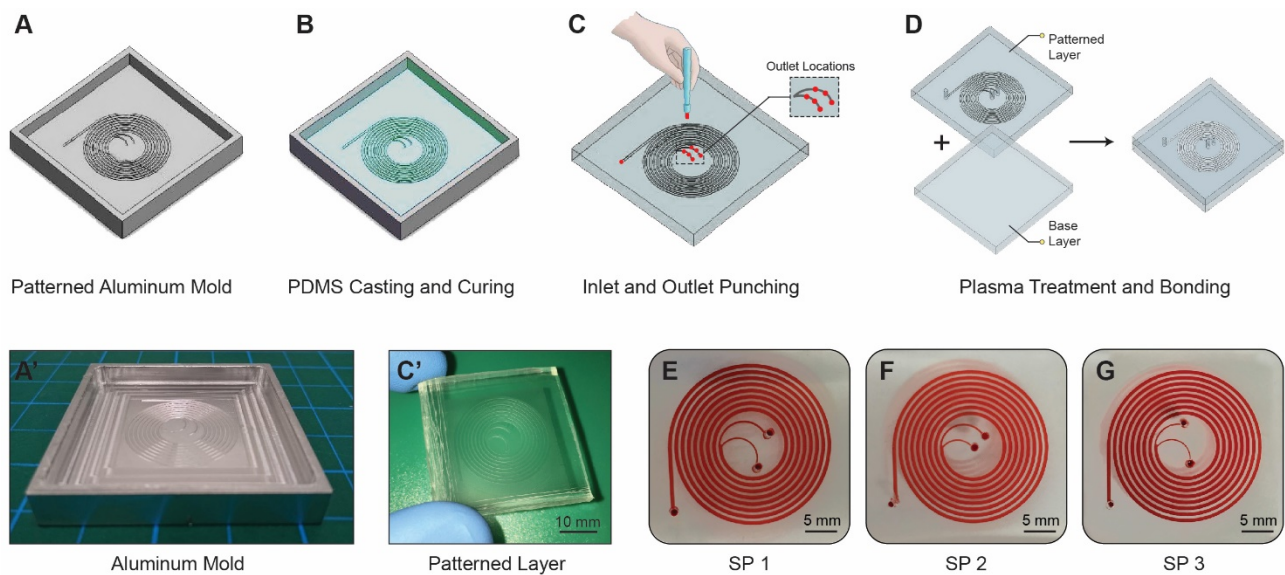 A
B
C
D
Outlet Locations
Patterned
Layer
+
Base
Layer
Patterned Aluminum Mold
PDMS Casting and Curing
Inlet and Outlet Punching
Plasma Treatment and Bonding
A'
C'
E
F
G
10 mm
5 mm
5 mm
5 mm
Aluminum Mold
Patterned Layer
SP 1
SP 2
SP 3